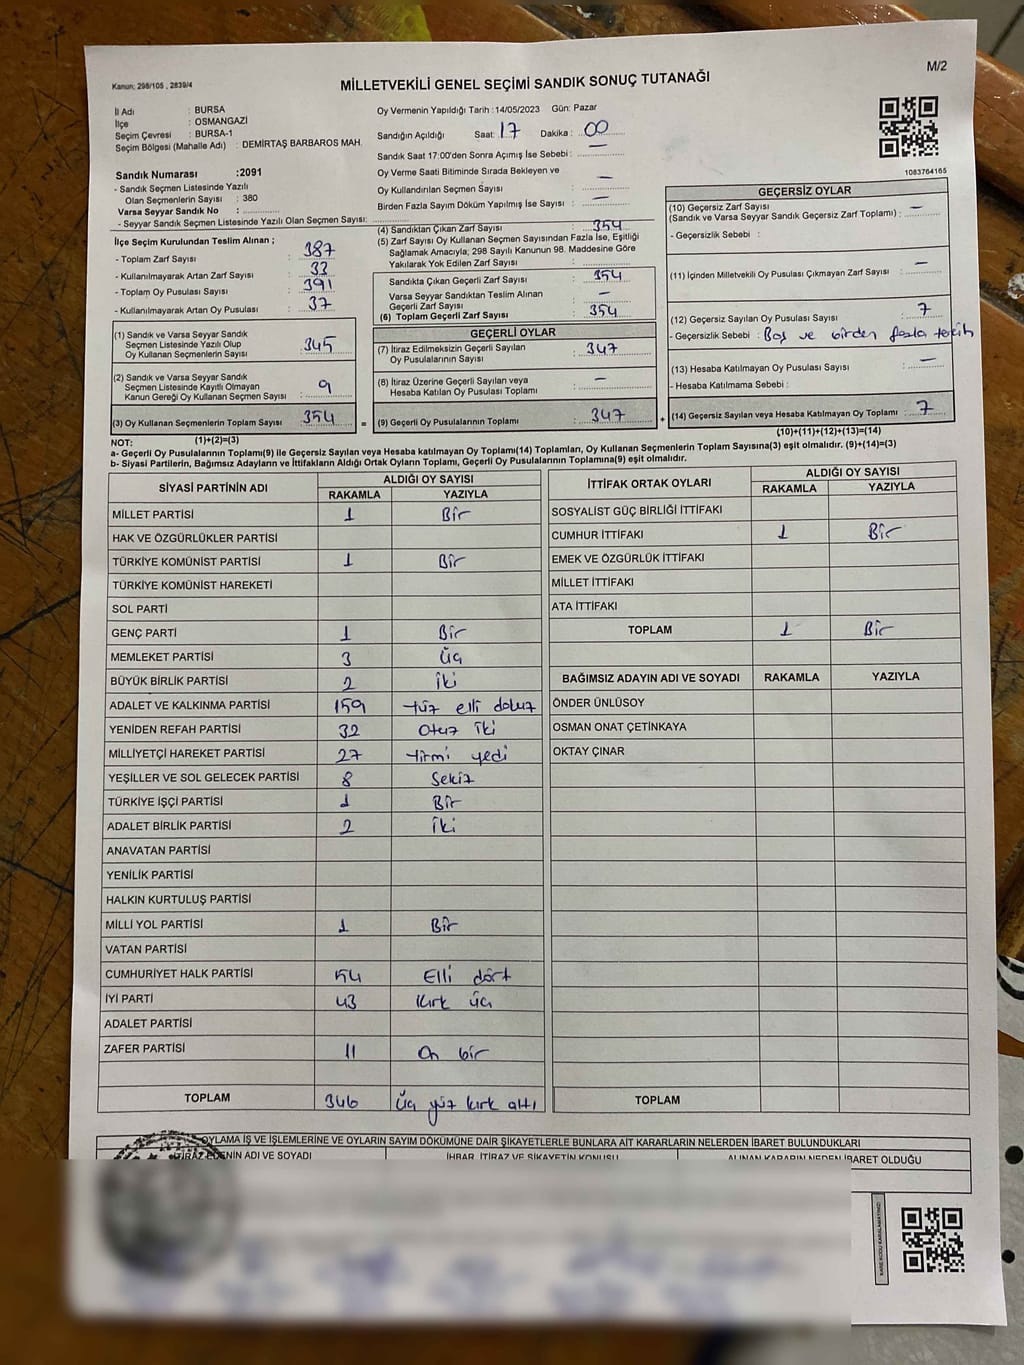 Kanun: 298/105 , 2839/4
M/2
MİLLETVEKİLİ GENEL SEÇİMİ SANDIK SONUÇ TUTANAĞI
İl Adı : BURSA
İlçe : OSMANGAZİ
Seçim Çevresi : BURSA-1
Seçim Bölgesi (Mahalle Adı) : DEMİRTAŞ BARBAROS MAH.
Sandık Numarası :2091
- Sandık Seçmen Listesinde Yazılı
Olan Seçmenlerin Sayısı : 380
Varsa Seyyar Sandık No :
- Seyyar Sandık Seçmen Listesinde Yazılı Olan Seçmen Sayısı:
Oy Vermenin Yapıldığı Tarih : 14/05/2023 Gün: Pazar
Sandığın Açıldığı Saat: 17 Dakika : 00
Sandık Saat 17:00'den Sonra Açımış İse Sebebi : —
Oy Verme Saati Bitiminde Sırada Bekleyen ve
Oy Kullandırılan Seçmen Sayısı : —
Birden Fazla Sayım Döküm Yapılmış İse Sayısı : —
1083764165
İlçe Seçim Kurulundan Teslim Alınan ;
- Toplam Zarf Sayısı : 387
- Kullanılmayarak Artan Zarf Sayısı : 33
- Toplam Oy Pusulası Sayısı : 391
- Kullanılmayarak Artan Oy Pusulası : 37
(1) Sandık ve Varsa Seyyar Sandık
Seçmen Listesinde Yazılı Olup
Oy Kullanan Seçmenlerin Sayısı : 345
(2) Sandık ve Varsa Seyyar Sandık
Seçmen Listesinde Kayıtlı Olmayan
Kanun Gereği Oy Kullanan Seçmen Sayısı : 9
(3) Oy Kullanan Seçmenlerin Toplam Sayısı : 354
(1)+(2)=(3)
(4) Sandıktan Çıkan Zarf Sayısı : 354
(5) Zarf Sayısı Oy Kullanan Seçmen Sayısından Fazla İse, Eşitliği
Sağlamak Amacıyla, 298 Sayılı Kanunun 98. Maddesine Göre
Yakılarak Yok Edilen Zarf Sayısı :
Sandıkta Çıkan Geçerli Zarf Sayısı : 354
Varsa Seyyar Sandıktan Teslim Alınan
Geçerli Zarf Sayısı : —
(6) Toplam Geçerli Zarf Sayısı : 354
GEÇERLİ OYLAR
(7) İtiraz Edilmeksizin Geçerli Sayılan
Oy Pusulalarının Sayısı : 347
(8) İtiraz Üzerine Geçerli Sayılan veya
Hesaba Katılan Oy Pusulası Toplamı : —
= (9) Geçerli Oy Pusulalarının Toplamı : 347 +
GEÇERSİZ OYLAR
(10) Geçersiz Zarf Sayısı
(Sandık ve Varsa Seyyar Sandık Geçersiz Zarf Toplamı) : —
- Geçersizlik Sebebi :
(11) İçinden Milletvekili Oy Pusulası Çıkmayan Zarf Sayısı : —
(12) Geçersiz Sayılan Oy Pusulası Sayısı : 7
- Geçersizlik Sebebi : Boş ve birden fazla tercih
(13) Hesaba Katılmayan Oy Pusulası Sayısı : —
- Hesaba Katılmama Sebebi :
(14) Geçersiz Sayılan veya Hesaba Katılmayan Oy Toplamı : 7
(10)+(11)+(12)+(13)=(14)
NOT:
a- Geçerli Oy Pusulalarının Toplamı(9) ile Geçersiz Sayılan veya Hesaba katılmayan Oy Toplamı(14) Toplamları, Oy Kullanan Seçmenlerin Toplam Sayısına(3) eşit olmalıdır. (9)+(14)=(3)
b- Siyasi Partilerin, Bağımsız Adayların ve İttifakların Aldığı Ortak Oyların Toplamı, Geçerli Oy Pusulalarının Toplamına(9) eşit olmalıdır.
SİYASİ PARTİNİN ADI ALDIĞI OY SAYISI
RAKAMLA YAZIYLA
MİLLET PARTİSİ 1 Bir
HAK VE ÖZGÜRLÜKLER PARTİSİ
TÜRKİYE KOMÜNİST PARTİSİ 1 Bir
TÜRKİYE KOMÜNİST HAREKETİ
SOL PARTİ
GENÇ PARTİ 1 Bir
MEMLEKET PARTİSİ 3 Üç
BÜYÜK BİRLİK PARTİSİ 2 İki
ADALET VE KALKINMA PARTİSİ 159 Yüz elli dokuz
YENİDEN REFAH PARTİSİ 32 Otuz İki
MİLLİYETÇİ HAREKET PARTİSİ 27 Yirmi yedi
YEŞİLLER VE SOL GELECEK PARTİSİ 8 Sekiz
TÜRKİYE İŞÇİ PARTİSİ 1 Bir
ADALET BİRLİK PARTİSİ 2 İki
ANAVATAN PARTİSİ
YENİLİK PARTİSİ
HALKIN KURTULUŞ PARTİSİ
MİLLİ YOL PARTİSİ 1 Bir
VATAN PARTİSİ
CUMHURİYET HALK PARTİSİ 54 Elli dört
İYİ PARTİ 43 Kırk üç
ADALET PARTİSİ
ZAFER PARTİSİ 11 On bir
TOPLAM 346 Üç yüz kırk altı
İTTİFAK ORTAK OYLARI ALDIĞI OY SAYISI
RAKAMLA YAZIYLA
SOSYALİST GÜÇ BİRLİĞİ İTTİFAKI
CUMHUR İTTİFAKI 1 Bir
EMEK VE ÖZGÜRLÜK İTTİFAKI
MİLLET İTTİFAKI
ATA İTTİFAKI
TOPLAM 1 Bir
BAĞIMSIZ ADAYIN ADI VE SOYADI RAKAMLA YAZIYLA
ÖNDER ÜNLÜSOY
OSMAN ONAT ÇETİNKAYA
OKTAY ÇINAR
TOPLAM
OYLAMA İŞ VE İŞLEMLERİNE VE OYLARIN SAYIM DÖKÜMÜNE DAİR ŞİKAYETLERLE BUNLARA AİT KARARLARIN NELERDEN İBARET BULUNDUKLARI
İTİRAZ EDENİN ADI VE SOYADI İHBAR, İTİRAZ VE ŞİKAYETİN KONUSU ALINAN KARARIN NEDEN İBARET OLDUĞU
KARE KODU KARALAMAYINIZ!